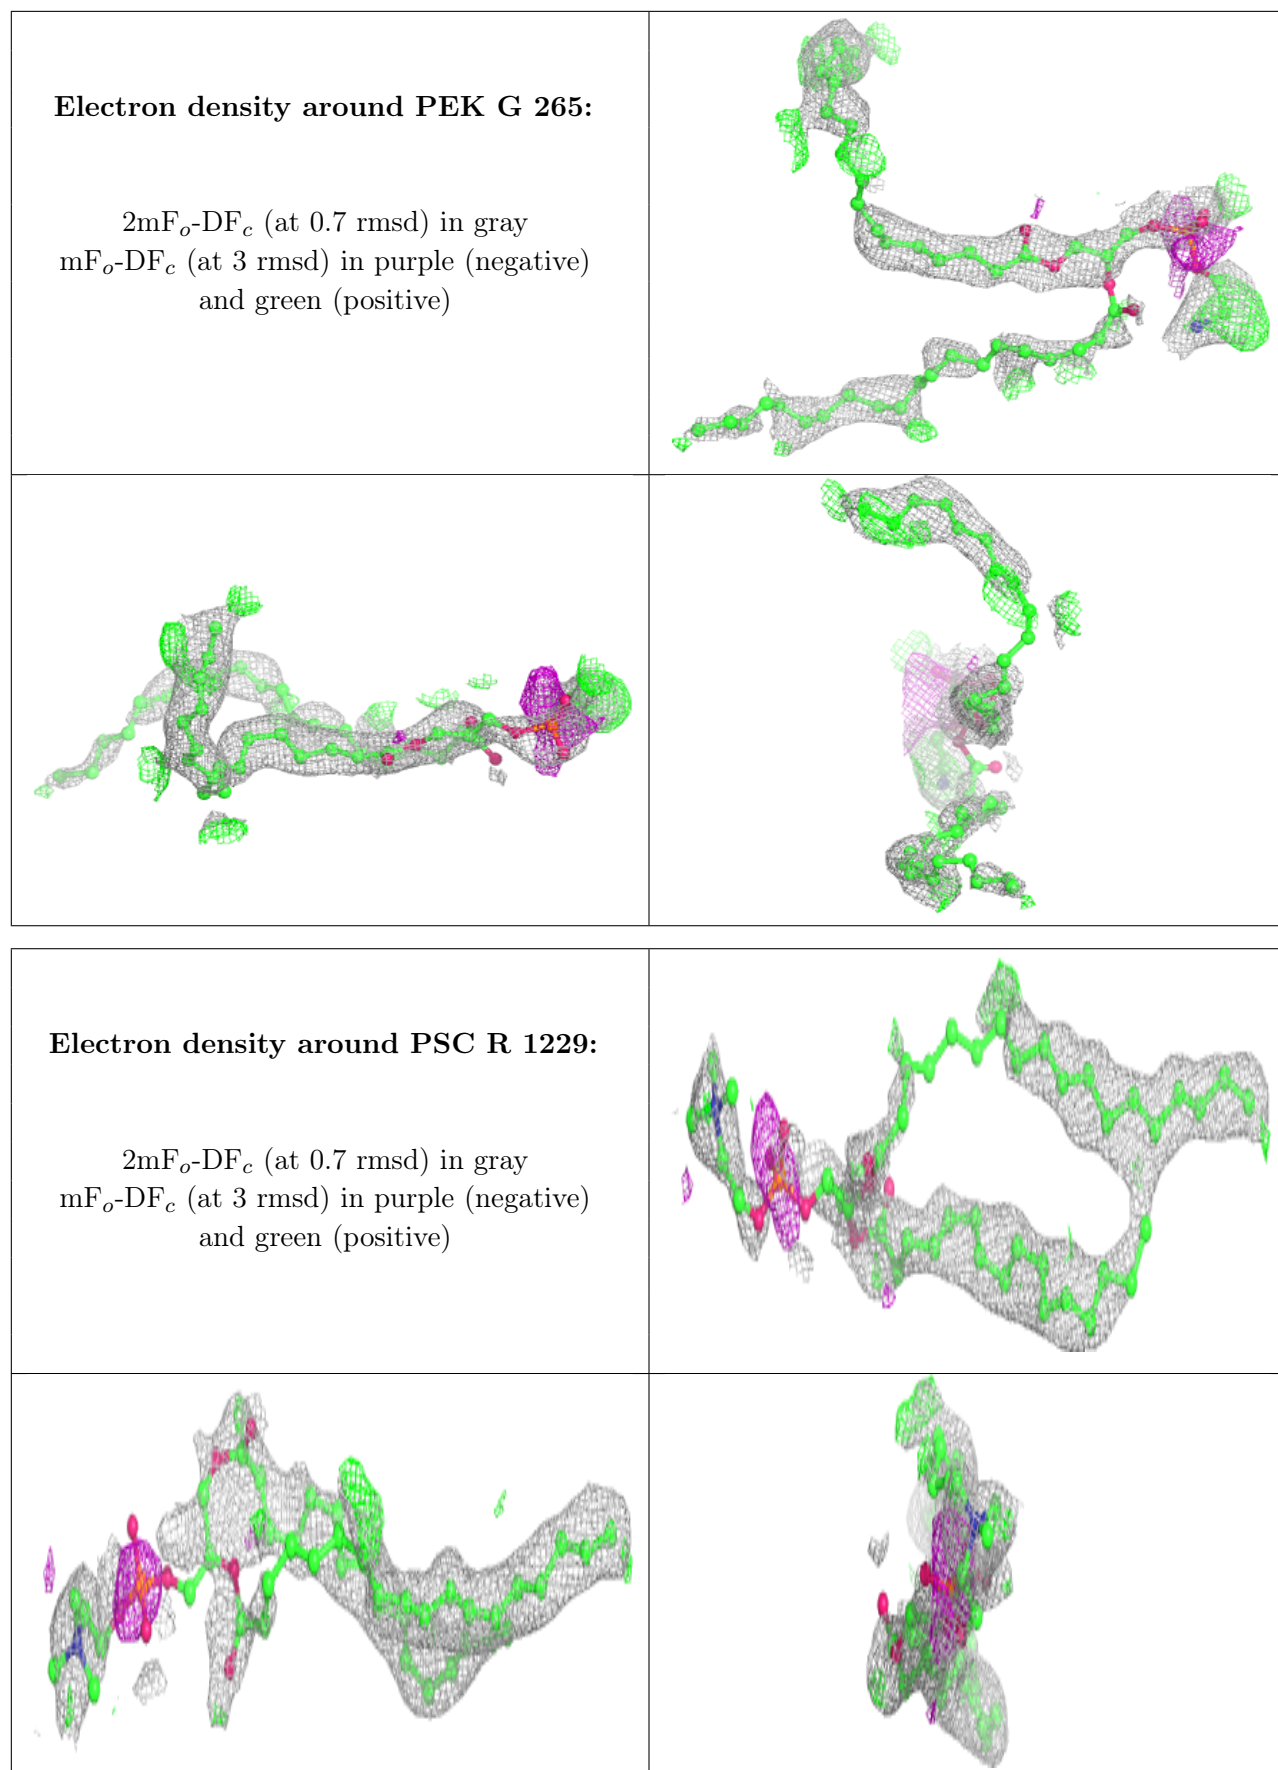 Electron density around PEK G 265:
2mFₒ-DF𝒸 (at 0.7 rmsd) in gray
mFₒ-DF𝒸 (at 3 rmsd) in purple (negative)
and green (positive)
Electron density around PSC R 1229:
2mFₒ-DF𝒸 (at 0.7 rmsd) in gray
mFₒ-DF𝒸 (at 3 rmsd) in purple (negative)
and green (positive)